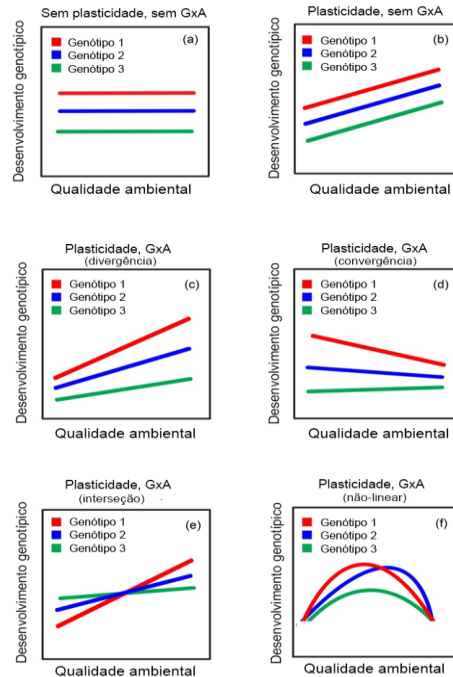 Sem plasticidade, sem GxA
(a)
Genótipo 1
Genótipo 2
Genótipo 3
Desenvolvimento genotípico
Qualidade ambiental
Plasticidade, sem GxA
(b)
Genótipo 1
Genótipo 2
Genótipo 3
Desenvolvimento genotípico
Qualidade ambiental
Plasticidade, GxA
(divergência)
(c)
Genótipo 1
Genótipo 2
Genótipo 3
Desenvolvimento genotípico
Qualidade ambiental
Plasticidade, GxA
(convergência)
(d)
Genótipo 1
Genótipo 2
Genótipo 3
Desenvolvimento genotípico
Qualidade ambiental
Plasticidade, GxA
(interseção)
(e)
Genótipo 1
Genótipo 2
Genótipo 3
Desenvolvimento genotípico
Qualidade ambiental
Plasticidade, GxA
(não-linear)
(f)
Genótipo 1
Genótipo 2
Genótipo 3
Desenvolvimento genotípico
Qualidade ambiental